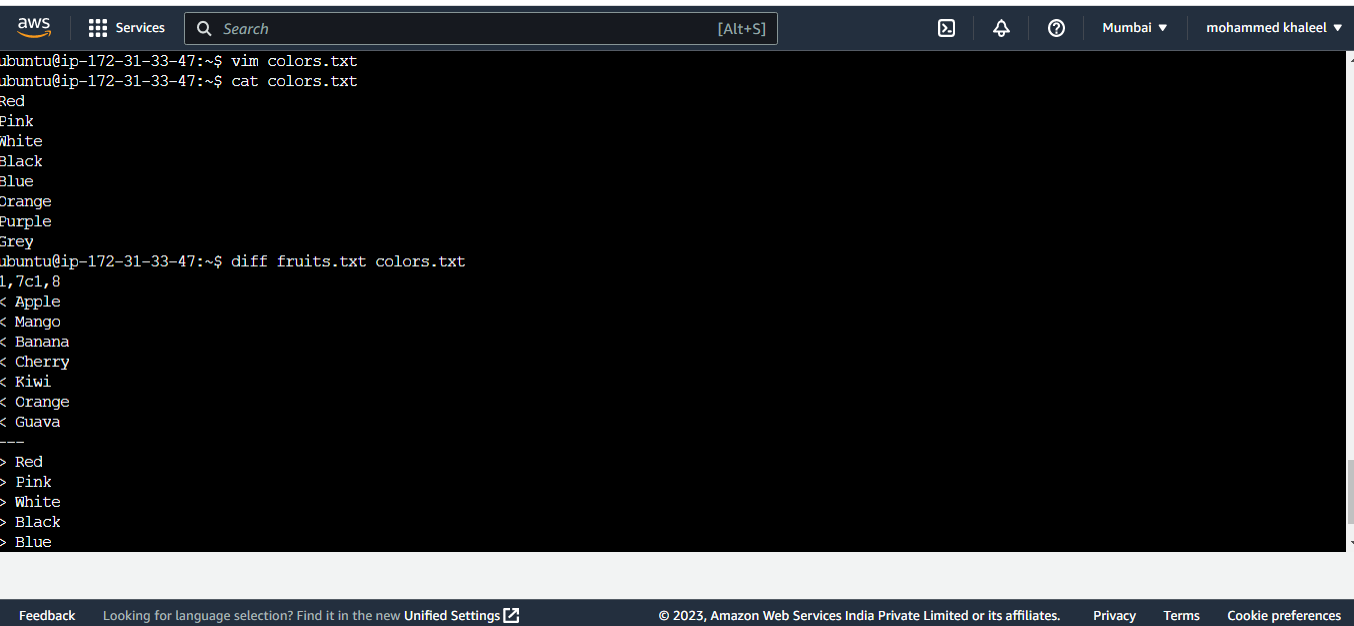 aws Services Search [Alt+S] Mumbai ▼ mohammed khaleel ▼
ubuntu@ip-172-31-33-47:~$ vim colors.txt
ubuntu@ip-172-31-33-47:~$ cat colors.txt
Red
Pink
White
Black
Blue
Orange
Purple
Grey
ubuntu@ip-172-31-33-47:~$ diff fruits.txt colors.txt
1,7c1,8
< Apple
< Mango
< Banana
< Cherry
< Kiwi
< Orange
< Guava
---
> Red
> Pink
> White
> Black
> Blue
Feedback Looking for language selection? Find it in the new Unified Settings © 2023, Amazon Web Services India Private Limited or its affiliates. Privacy Terms Cookie preferences